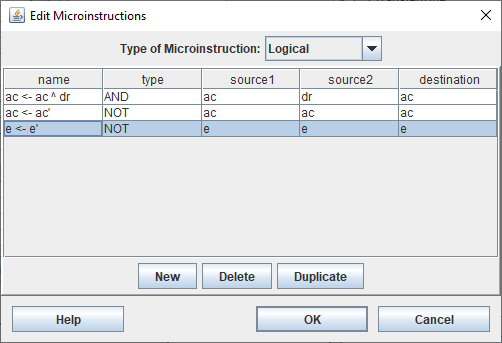 Edit Microinstructions
Type of Microinstruction: Logical
name type source1 source2 destination
ac <- ac ^ dr AND ac dr ac
ac <- ac' NOT ac ac ac
e <- e' NOT e e e
New Delete Duplicate
Help OK Cancel